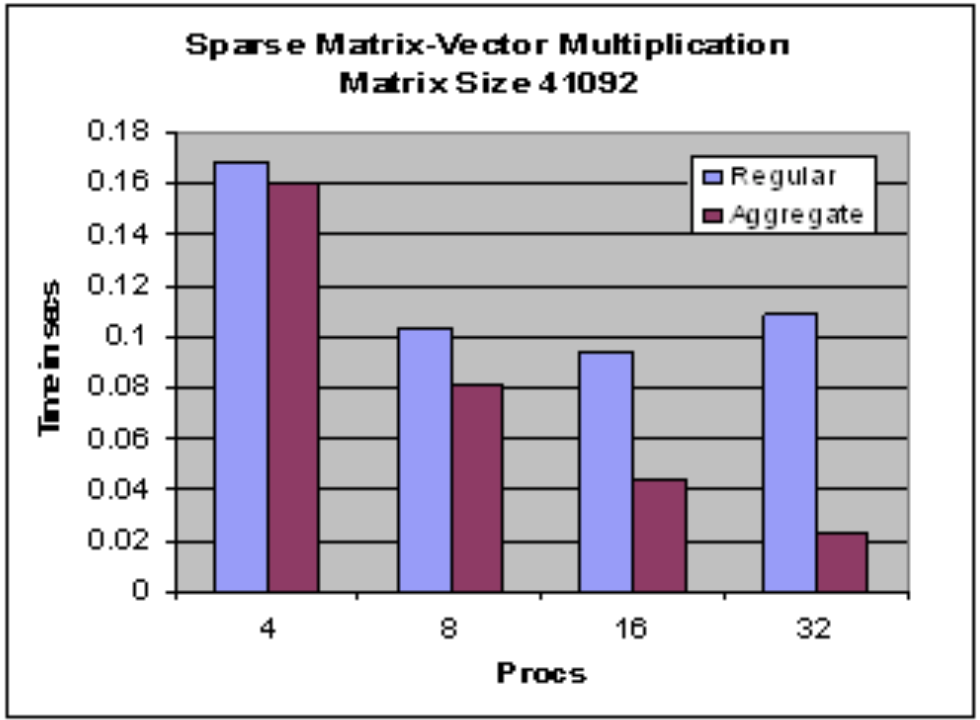 Sparse Matrix-Vector Multiplication
Matrix Size 41092
0.18
0.16
0.14
0.12
0.1
0.08
0.06
0.04
0.02
0
Time in secs
Regular
Aggregate
4 8 16 32
Procs